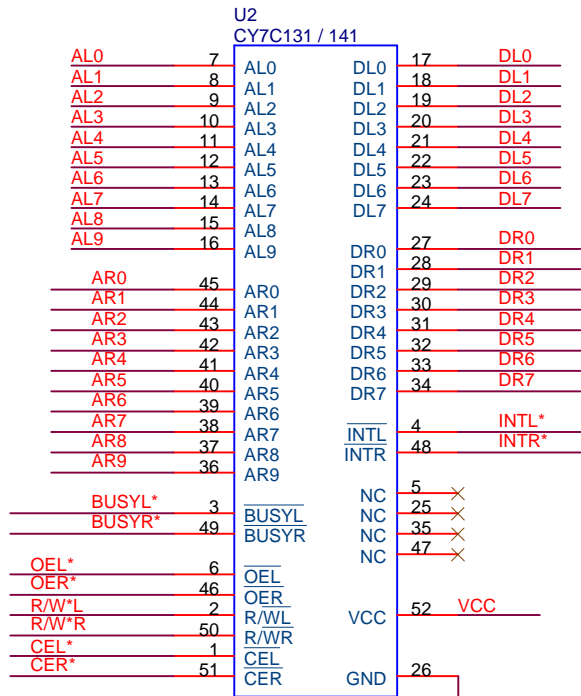 U2
CY7C131 / 141
AL0 7 AL0 DL0 17 DL0
AL1 8 AL1 DL1 18 DL1
AL2 9 AL2 DL2 19 DL2
AL3 10 AL3 DL3 20 DL3
AL4 11 AL4 DL4 21 DL4
AL5 12 AL5 DL5 22 DL5
AL6 13 AL6 DL6 23 DL6
AL7 14 AL7 DL7 24 DL7
AL8 15 AL8
AL9 16 AL9 DR0 27 DR0
DR1 28 DR1
AR0 45 AR0 DR2 29 DR2
AR1 44 AR1 DR3 30 DR3
AR2 43 AR2 DR4 31 DR4
AR3 42 AR3 DR5 32 DR5
AR4 41 AR4 DR6 33 DR6
AR5 40 AR5 DR7 34 DR7
AR6 39 AR6
AR7 38 AR7 INTL 4 INTL*
AR8 37 AR8 INTR 48 INTR*
AR9 36 AR9
NC 5
BUSYL* 3 BUSYL NC 25
BUSYR* 49 BUSYR NC 35
NC 47
OEL* 6 OEL
OER* 46 OER
R/W*L 2 R/WL VCC 52 VCC
R/W*R 50 R/WR
CEL* 1 CEL
CER* 51 CER GND 26